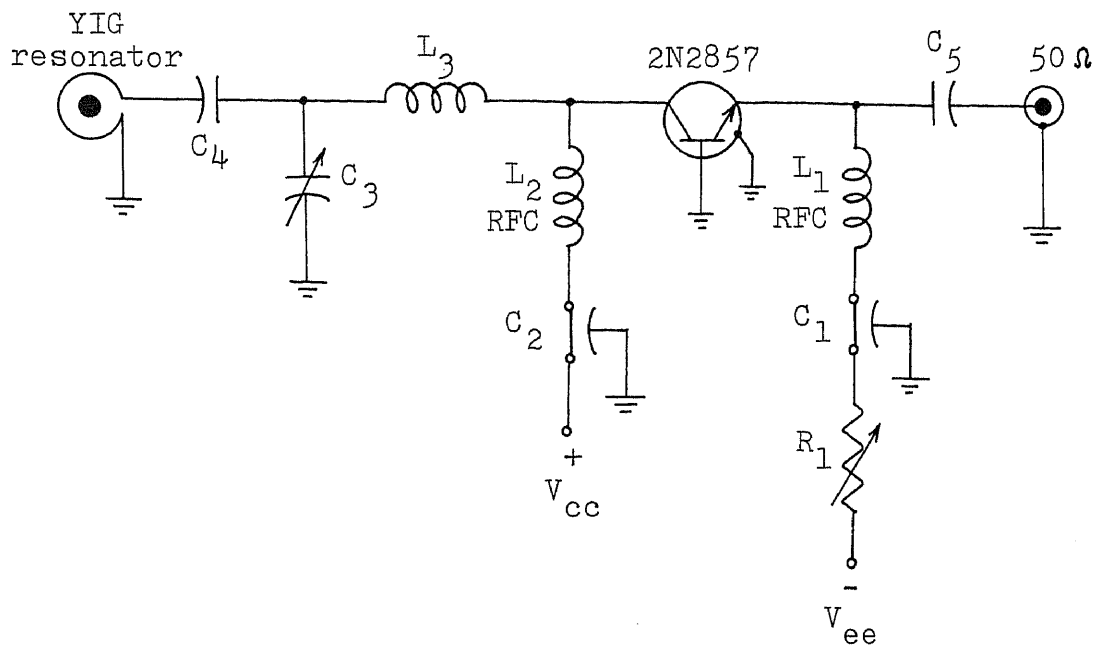 YIG
resonator
L3
2N2857
C5
50 Ω
C4
C3
L2
RFC
L1
RFC
C2
C1
R1
+
Vcc
-
Vee